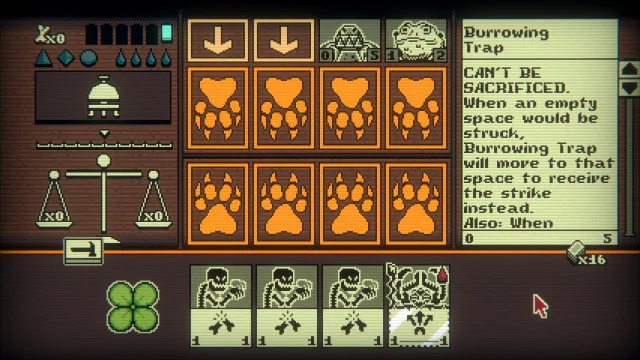 x0
x0
x0
0 5
1 2
Burrowing
Trap
CAN'T BE
SACRIFICED.
When an empty
space would be
struck,
Burrowing Trap
will move to that
space to receive
the strike
instead.
Also: When
0 5
x16
1 1
1 1
1 1
1 1